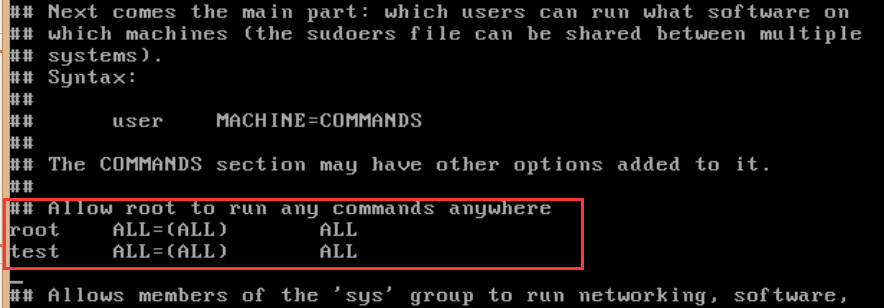 ## Next comes the main part: which users can run what software on
## which machines (the sudoers file can be shared between multiple
## systems).
## Syntax:
##
##      user    MACHINE=COMMANDS
##
## The COMMANDS section may have other options added to it.
##
## Allow root to run any commands anywhere
root    ALL=(ALL)       ALL
test    ALL=(ALL)       ALL
## Allows members of the 'sys' group to run networking, software,